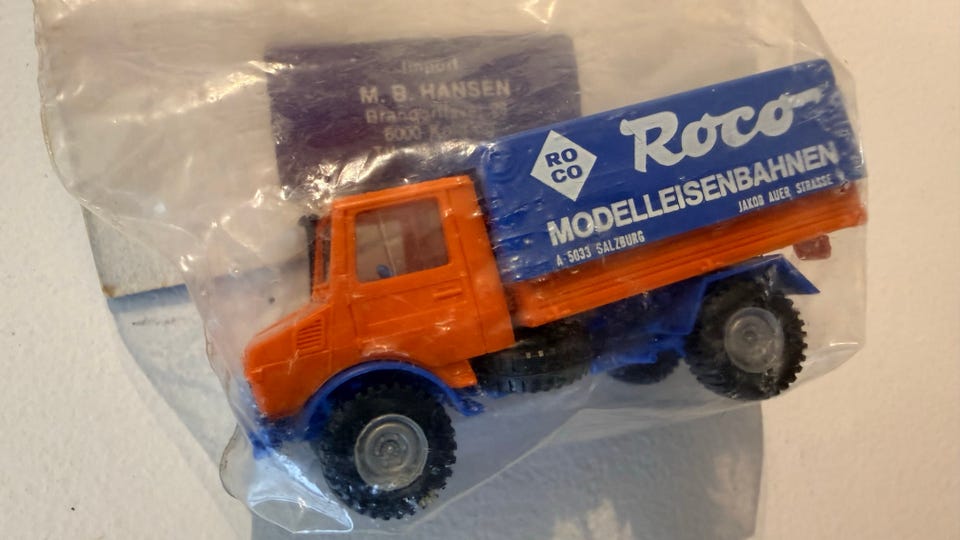 Import
M. B. HANSEN
6000
RO
CO
Roco
MODELLEISENBAHNEN
A 5033 SALZBURG
JAKOB AUER STRASSE